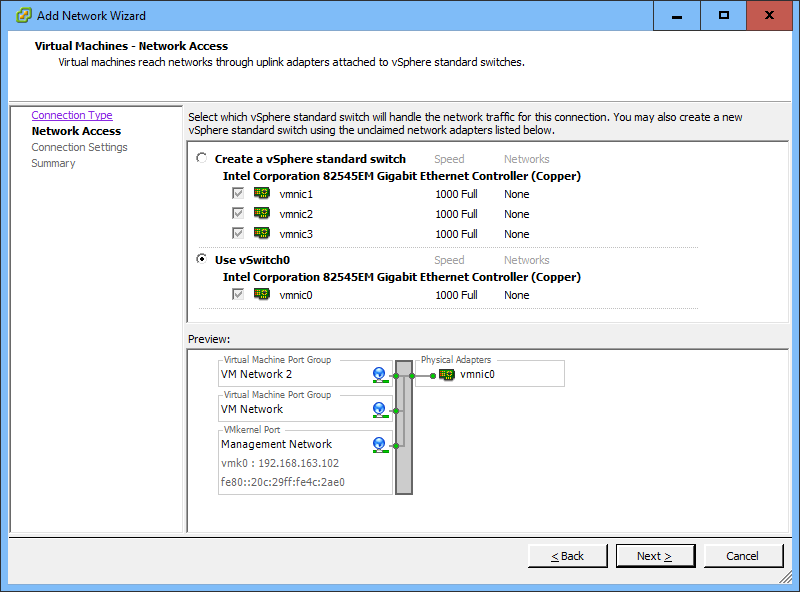 Add Network Wizard
Virtual Machines - Network Access
Virtual machines reach networks through uplink adapters attached to vSphere standard switches.
Connection Type
Network Access
Connection Settings
Summary
Select which vSphere standard switch will handle the network traffic for this connection. You may also create a new
vSphere standard switch using the unclaimed network adapters listed below.
Create a vSphere standard switch Speed Networks
Intel Corporation 82545EM Gigabit Ethernet Controller (Copper)
vmnic1 1000 Full None
vmnic2 1000 Full None
vmnic3 1000 Full None
Use vSwitch0 Speed Networks
Intel Corporation 82545EM Gigabit Ethernet Controller (Copper)
vmnic0 1000 Full None
Preview:
Virtual Machine Port Group
VM Network 2
Physical Adapters
vmnic0
Virtual Machine Port Group
VM Network
VMkernel Port
Management Network
vmk0 : 192.168.163.102
fe80::20c:29ff:fe4c:2ae0
< Back Next > Cancel